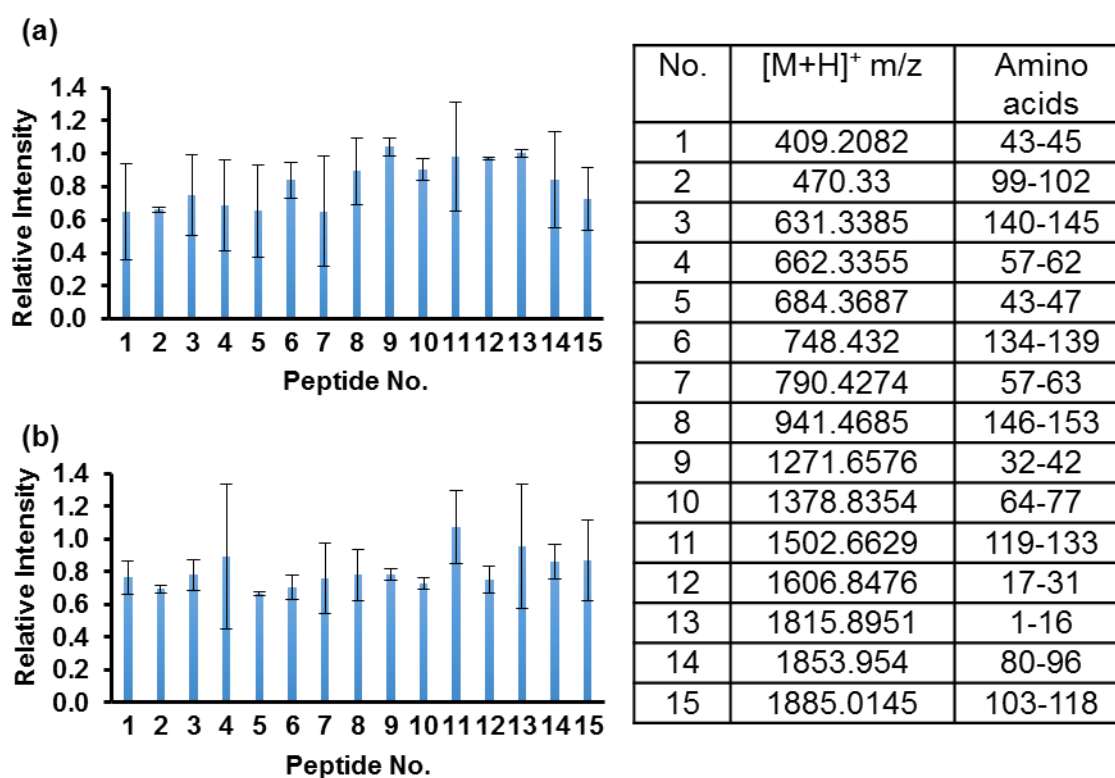 (a)
1.4
1.2
1.0
0.8
0.6
0.4
0.2
0.0
Relative Intensity
1 2 3 4 5 6 7 8 9 10 11 12 13 14 15
Peptide No.
(b)
1.4
1.2
1.0
0.8
0.6
0.4
0.2
0.0
Relative Intensity
1 2 3 4 5 6 7 8 9 10 11 12 13 14 15
Peptide No.
No. [M+H]⁺ m/z Amino
acids
1 409.2082 43-45
2 470.33 99-102
3 631.3385 140-145
4 662.3355 57-62
5 684.3687 43-47
6 748.432 134-139
7 790.4274 57-63
8 941.4685 146-153
9 1271.6576 32-42
10 1378.8354 64-77
11 1502.6629 119-133
12 1606.8476 17-31
13 1815.8951 1-16
14 1853.954 80-96
15 1885.0145 103-118